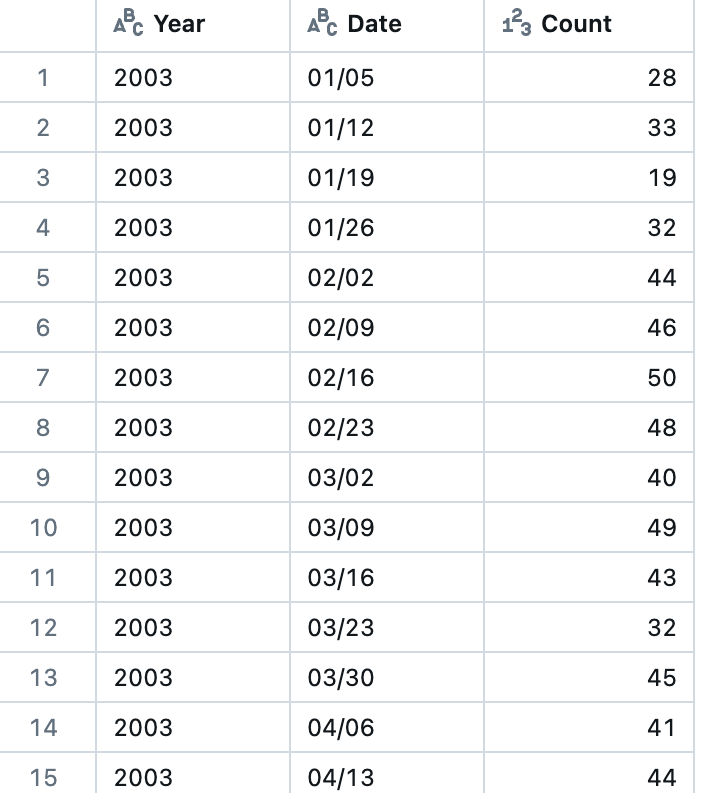 ABC Year ABC Date 123 Count
1 2003 01/05 28
2 2003 01/12 33
3 2003 01/19 19
4 2003 01/26 32
5 2003 02/02 44
6 2003 02/09 46
7 2003 02/16 50
8 2003 02/23 48
9 2003 03/02 40
10 2003 03/09 49
11 2003 03/16 43
12 2003 03/23 32
13 2003 03/30 45
14 2003 04/06 41
15 2003 04/13 44